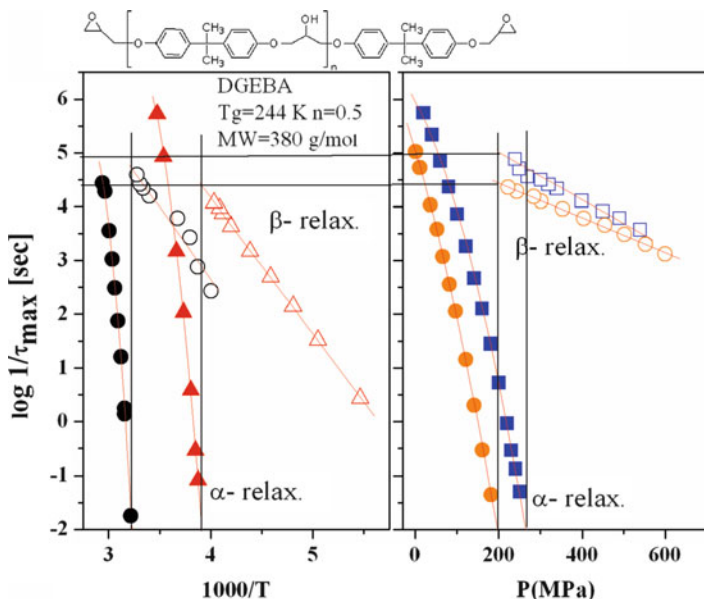 O
O
CH₃
CH₃
O
OH
n
O
CH₃
CH₃
O
O
DGEBA
Tg=244 K n=0.5
MW=380 g/mol
β- relax.
α- relax.
β- relax.
α- relax.
log 1/τmax [sec]
6
5
4
3
2
1
0
-1
-2
3 4 5
0 200 400 600
1000/T
P(MPa)